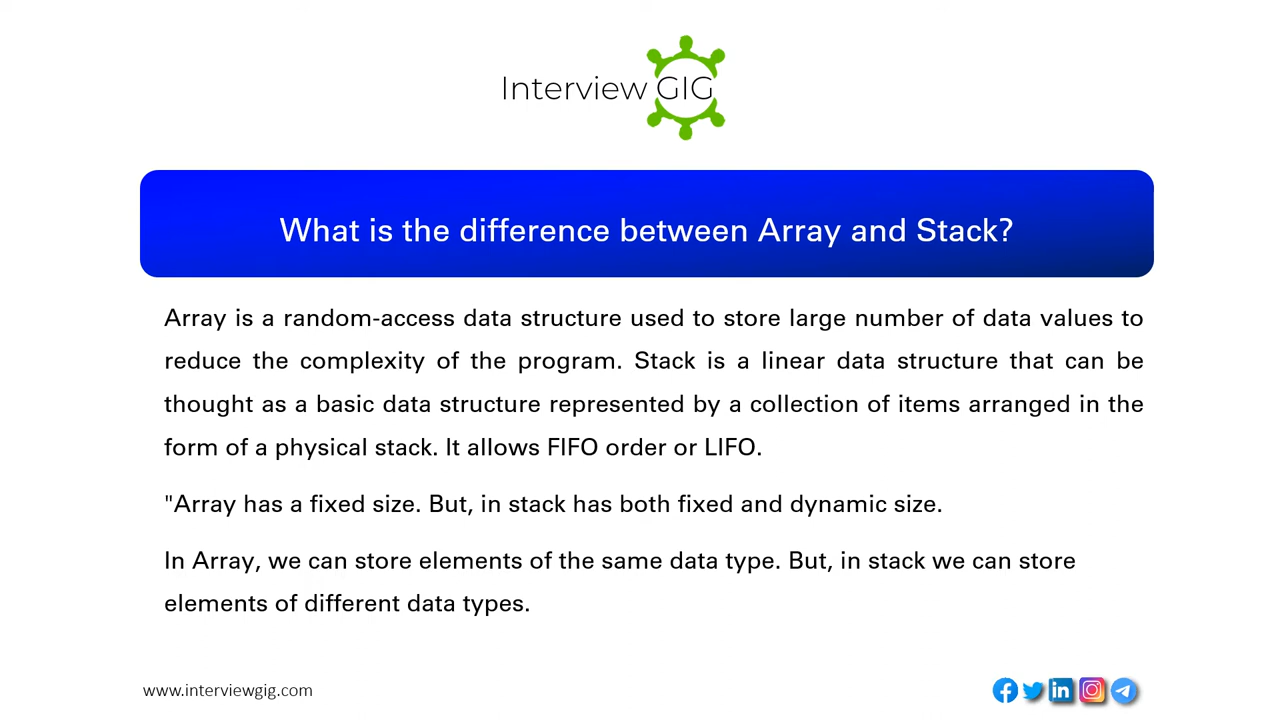 Interview GIG
What is the difference between Array and Stack?
Array is a random-access data structure used to store large number of data values to
reduce the complexity of the program. Stack is a linear data structure that can be
thought as a basic data structure represented by a collection of items arranged in the
form of a physical stack. It allows FIFO order or LIFO.
"Array has a fixed size. But, in stack has both fixed and dynamic size.
In Array, we can store elements of the same data type. But, in stack we can store
elements of different data types.
www.interviewgig.com